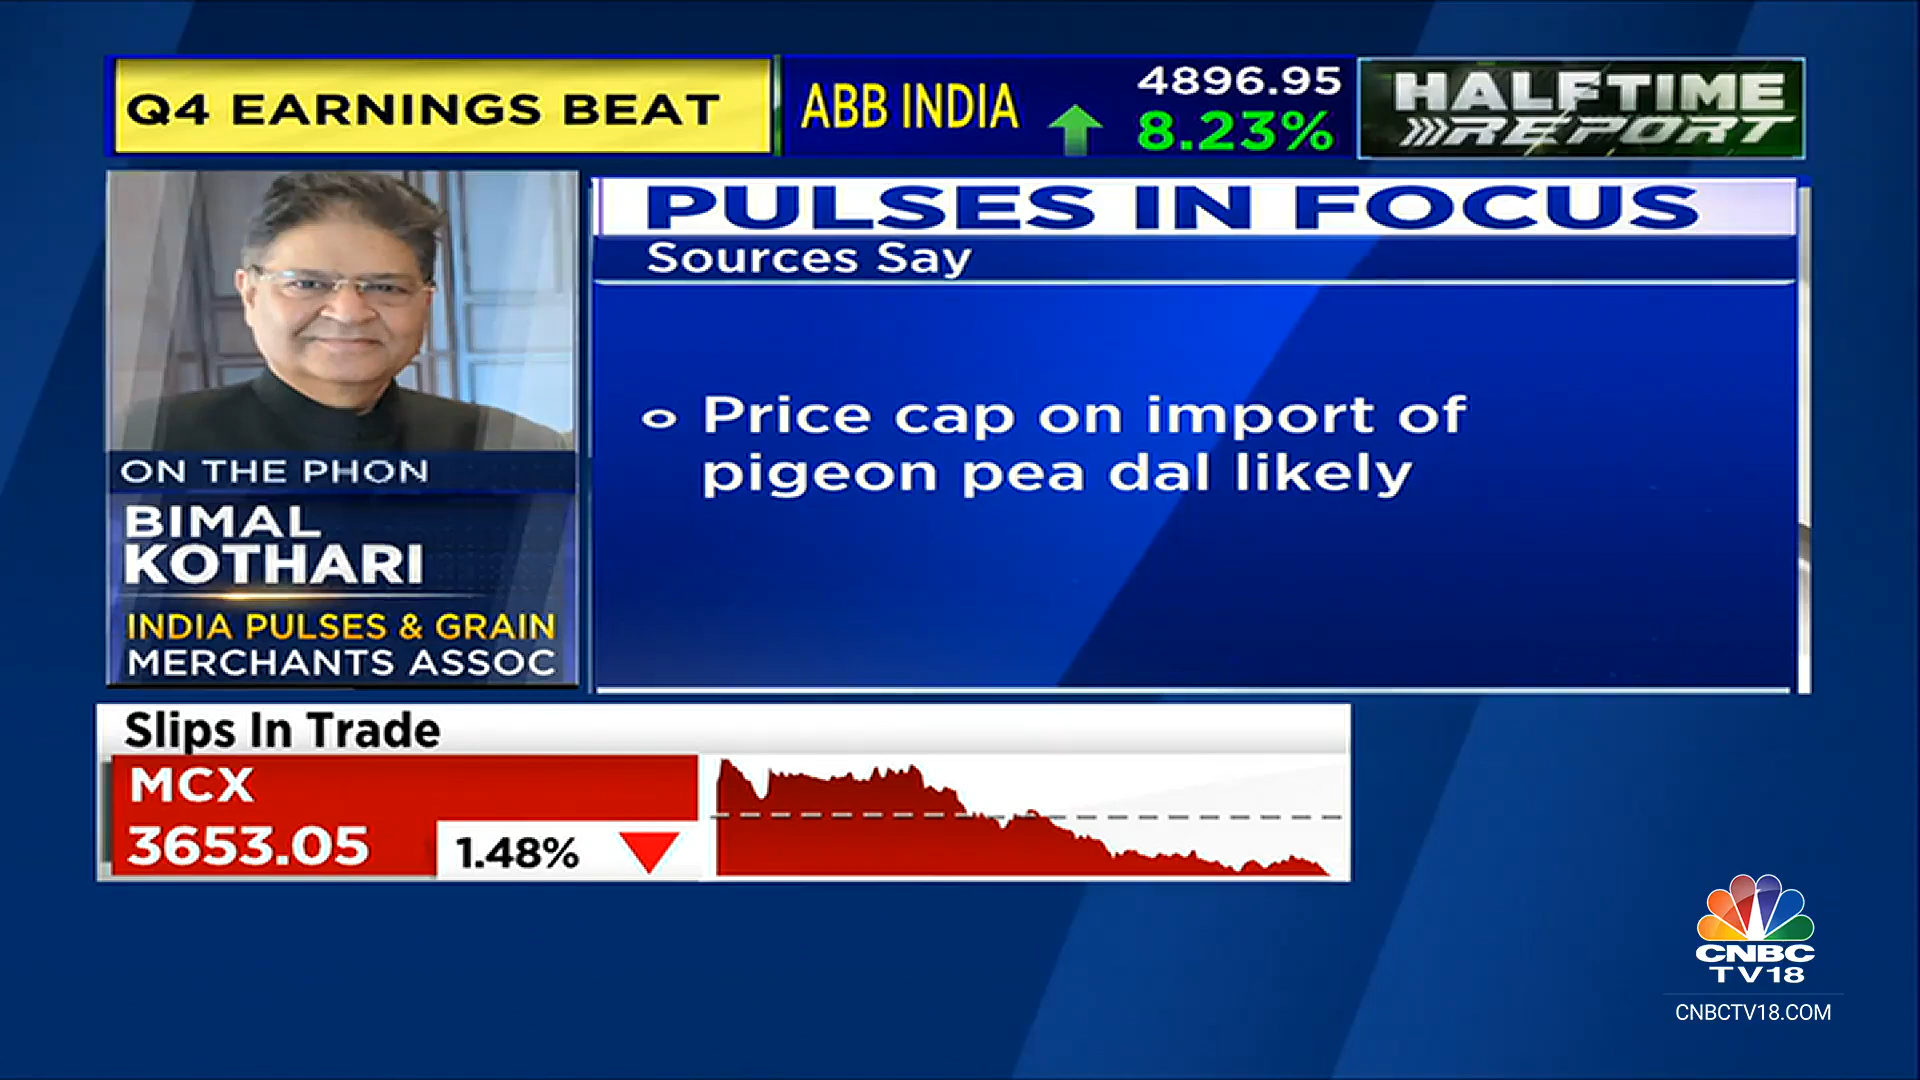 Q4 EARNINGS BEAT
ABB INDIA
4896.95
8.23%
HALFTIME
REPORT
PULSES IN FOCUS
Sources Say
Price cap on import of
pigeon pea dal likely
ON THE PHON
BIMAL
KOTHARI
INDIA PULSES & GRAIN
MERCHANTS ASSOC
Slips In Trade
MCX
3653.05
1.48%
CNBC
TV18
CNBCTV18.COM